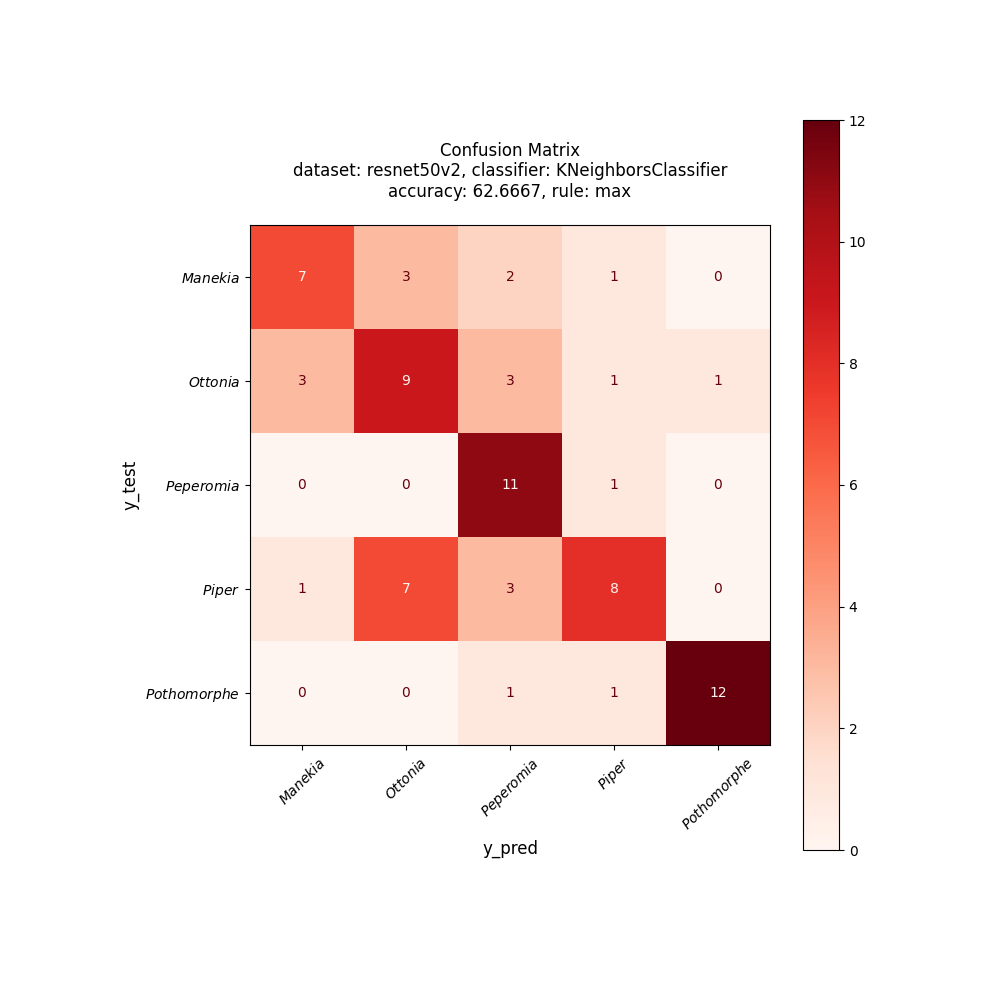 Confusion Matrix
dataset: resnet50v2, classifier: KNeighborsClassifier
accuracy: 62.6667, rule: max
y_test
Manekia 7 3 2 1 0
Ottonia 3 9 3 1 1
Peperomia 0 0 11 1 0
Piper 1 7 3 8 0
Pothomorphe 0 0 1 1 12
Manekia Ottonia Peperomia Piper Pothomorphe
y_pred
12
10
8
6
4
2
0